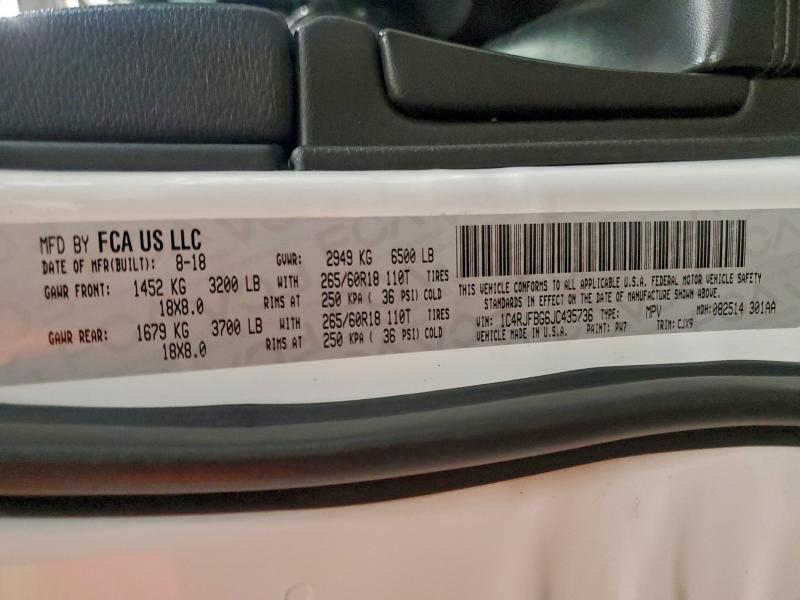 MFD BY FCA US LLC
DATE OF MFR(BUILT): 8-18 GVWR: 2949 KG 6500 LB
GAWR FRONT: 1452 KG 3200 LB WITH 265/60R18 110T TIRES
18X8.0 RIMS AT 250 KPA ( 36 PSI) COLD
GAWR REAR: 1679 KG 3700 LB WITH 265/60R18 110T TIRES
18X8.0 RIMS AT 250 KPA ( 36 PSI) COLD
THIS VEHICLE CONFORMS TO ALL APPLICABLE U.S.A. FEDERAL MOTOR VEHICLE SAFETY
STANDARDS IN EFFECT ON THE DATE OF MANUFACTURE SHOWN ABOVE.
VIN: 1C4RJFBG6JC435736 TYPE: MPV MDH: 082514 301AA
VEHICLE MADE IN U.S.A. PAINT: PW7 TRIM: CJX9